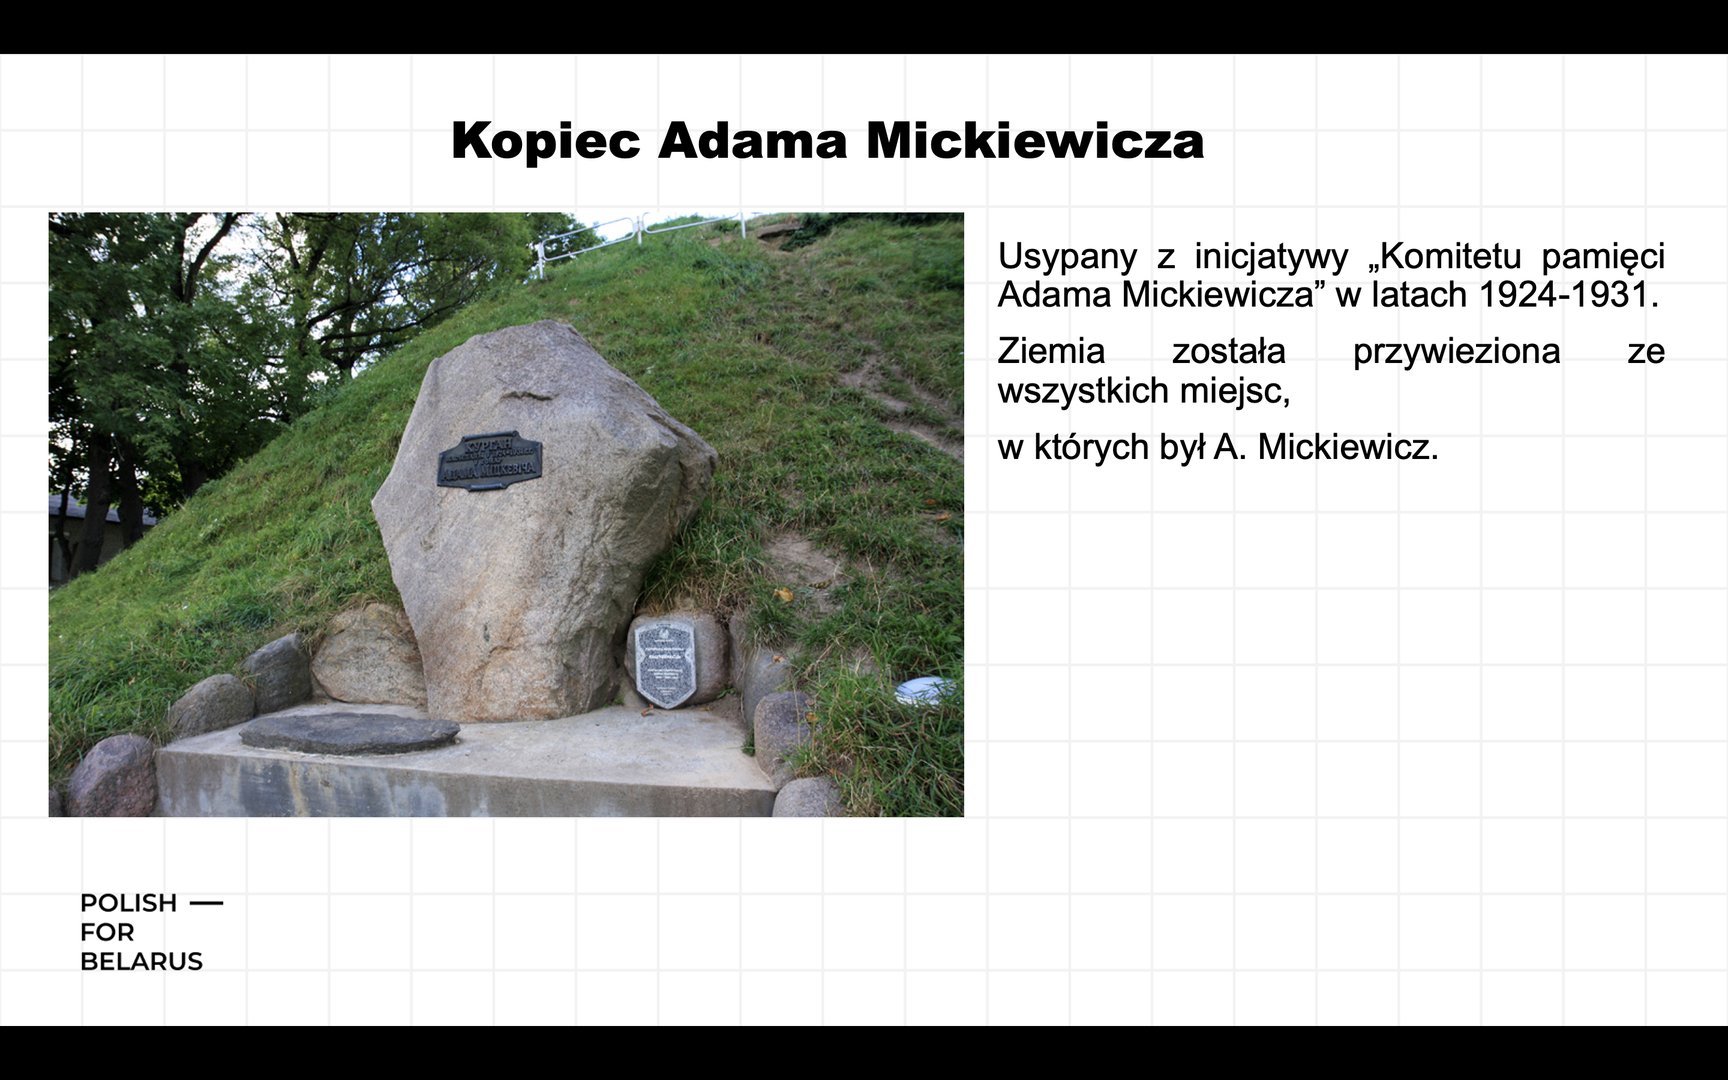 Kopiec Adama Mickiewicza
КУРГАН
АДАМА МІЦКЕВІЧА
Usypany z inicjatywy „Komitetu pamięci
Adama Mickiewicza” w latach 1924-1931.
Ziemia została przywieziona ze
wszystkich miejsc,
w których był A. Mickiewicz.
POLISH —
FOR
BELARUS